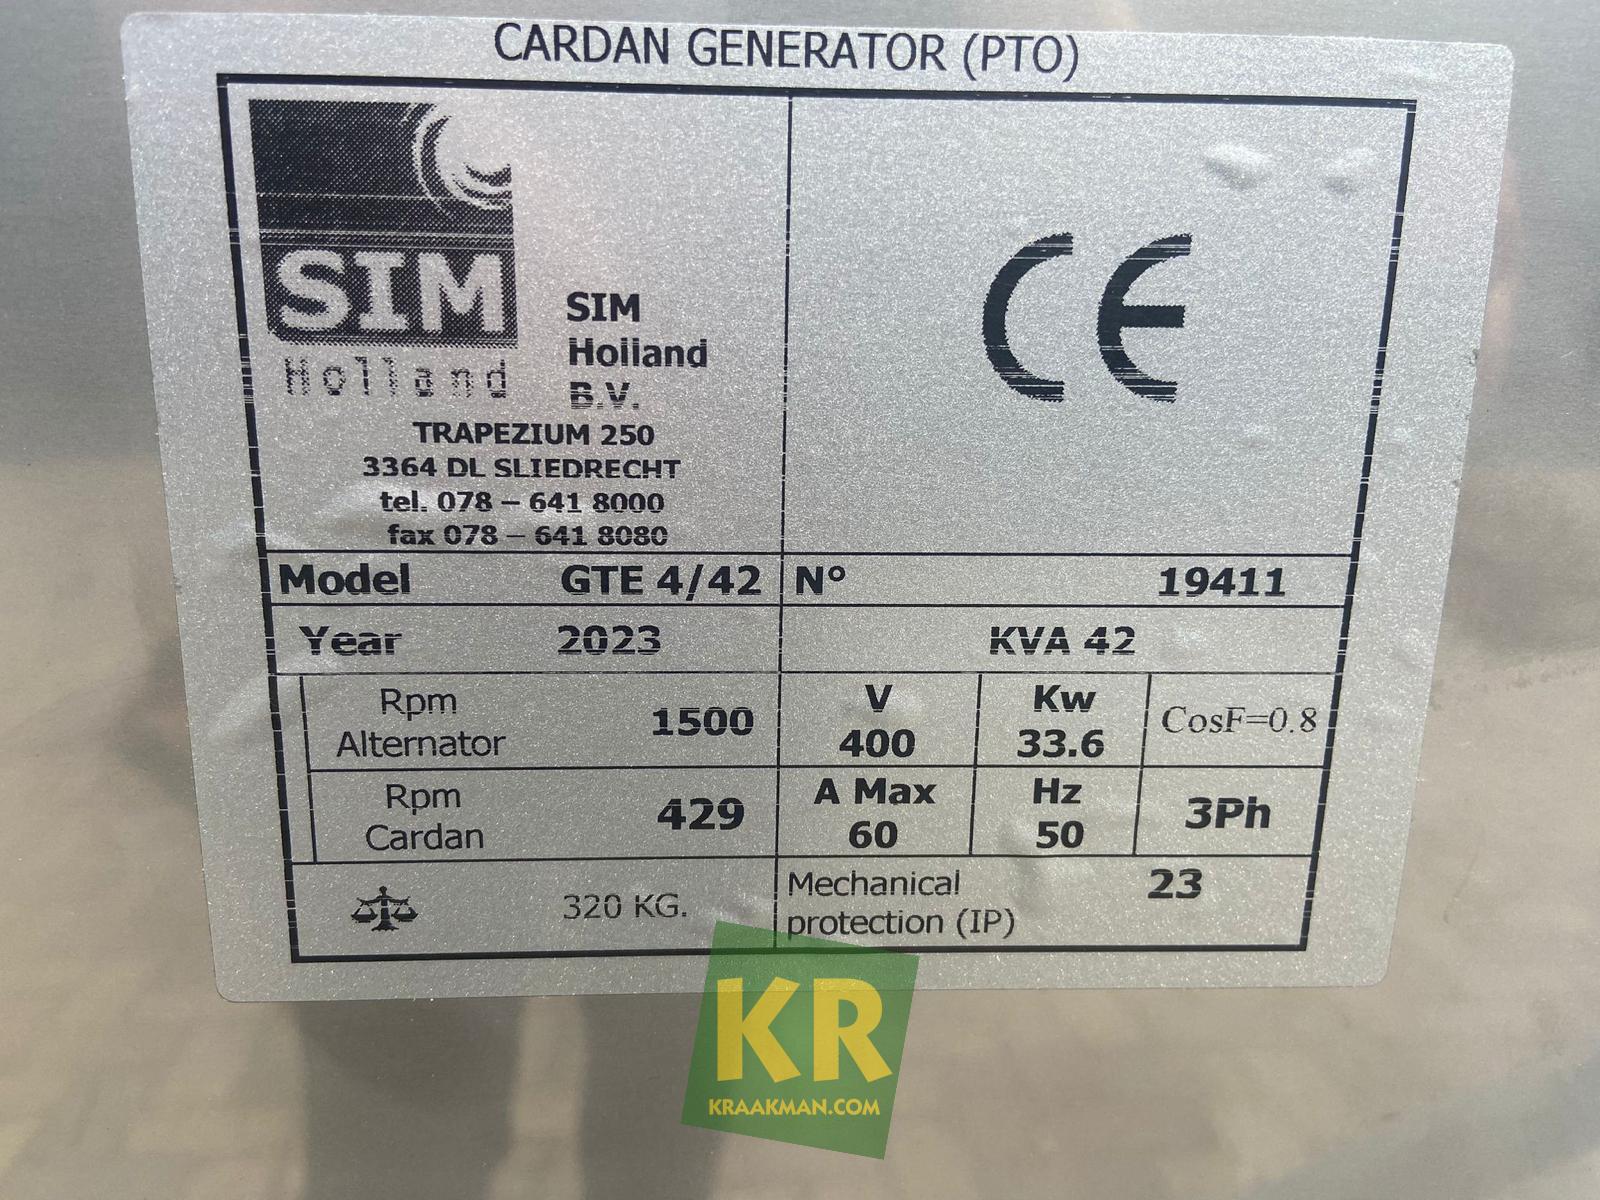 CARDAN GENERATOR (PTO)
SIM
Holland
SIM
Holland
B.V.
TRAPEZIUM 250
3364 DL SLIEDRECHT
tel. 078 – 641 8000
fax 078 – 641 8080
CE
Model GTE 4/42 N° 19411
Year 2023 KVA 42
Rpm Alternator 1500
V 400
Kw 33.6
CosF=0.8
Rpm Cardan 429
A Max 60
Hz 50
3Ph
320 KG.
Mechanical protection (IP) 23
KR
KRAAKMAN.COM